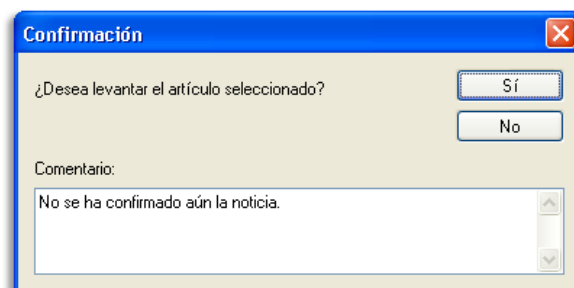 Confirmación
¿Desea levantar el artículo seleccionado?
Sí
No
Comentario:
No se ha confirmado aún la noticia.